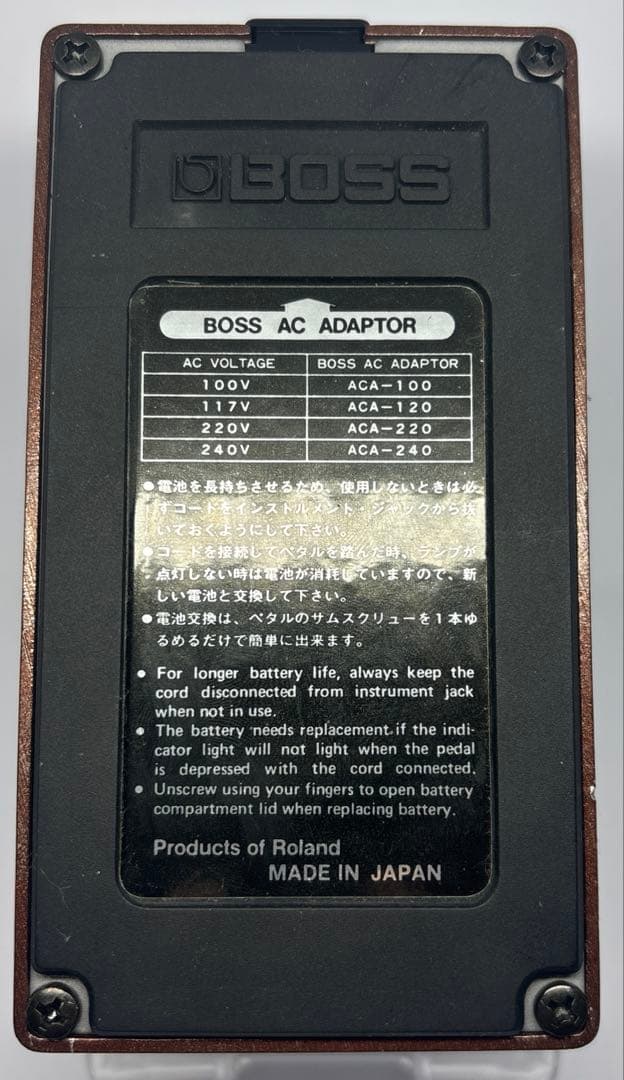 BOSS
BOSS AC ADAPTOR
AC VOLTAGE BOSS AC ADAPTOR
100V ACA-100
117V ACA-120
220V ACA-220
240V ACA-240
●電池を長持ちさせるため、使用しないときは必
ずコードをインストルメント・ジャックから抜
いておくようにして下さい。
●コードを接続してペダルを踏んだ時、ランプが
点灯しない時は電池が消耗していますので、新
しい電池と交換して下さい。
●電池交換は、ペダルのサムスクリューを1本ゆ
るめるだけで簡単に出来ます。
● For longer battery life, always keep the
cord disconnected from instrument jack
when not in use.
● The battery needs replacement if the indi-
cator light will not light when the pedal
is depressed with the cord connected.
● Unscrew using your fingers to open battery
compartment lid when replacing battery.
Products of Roland
MADE IN JAPAN